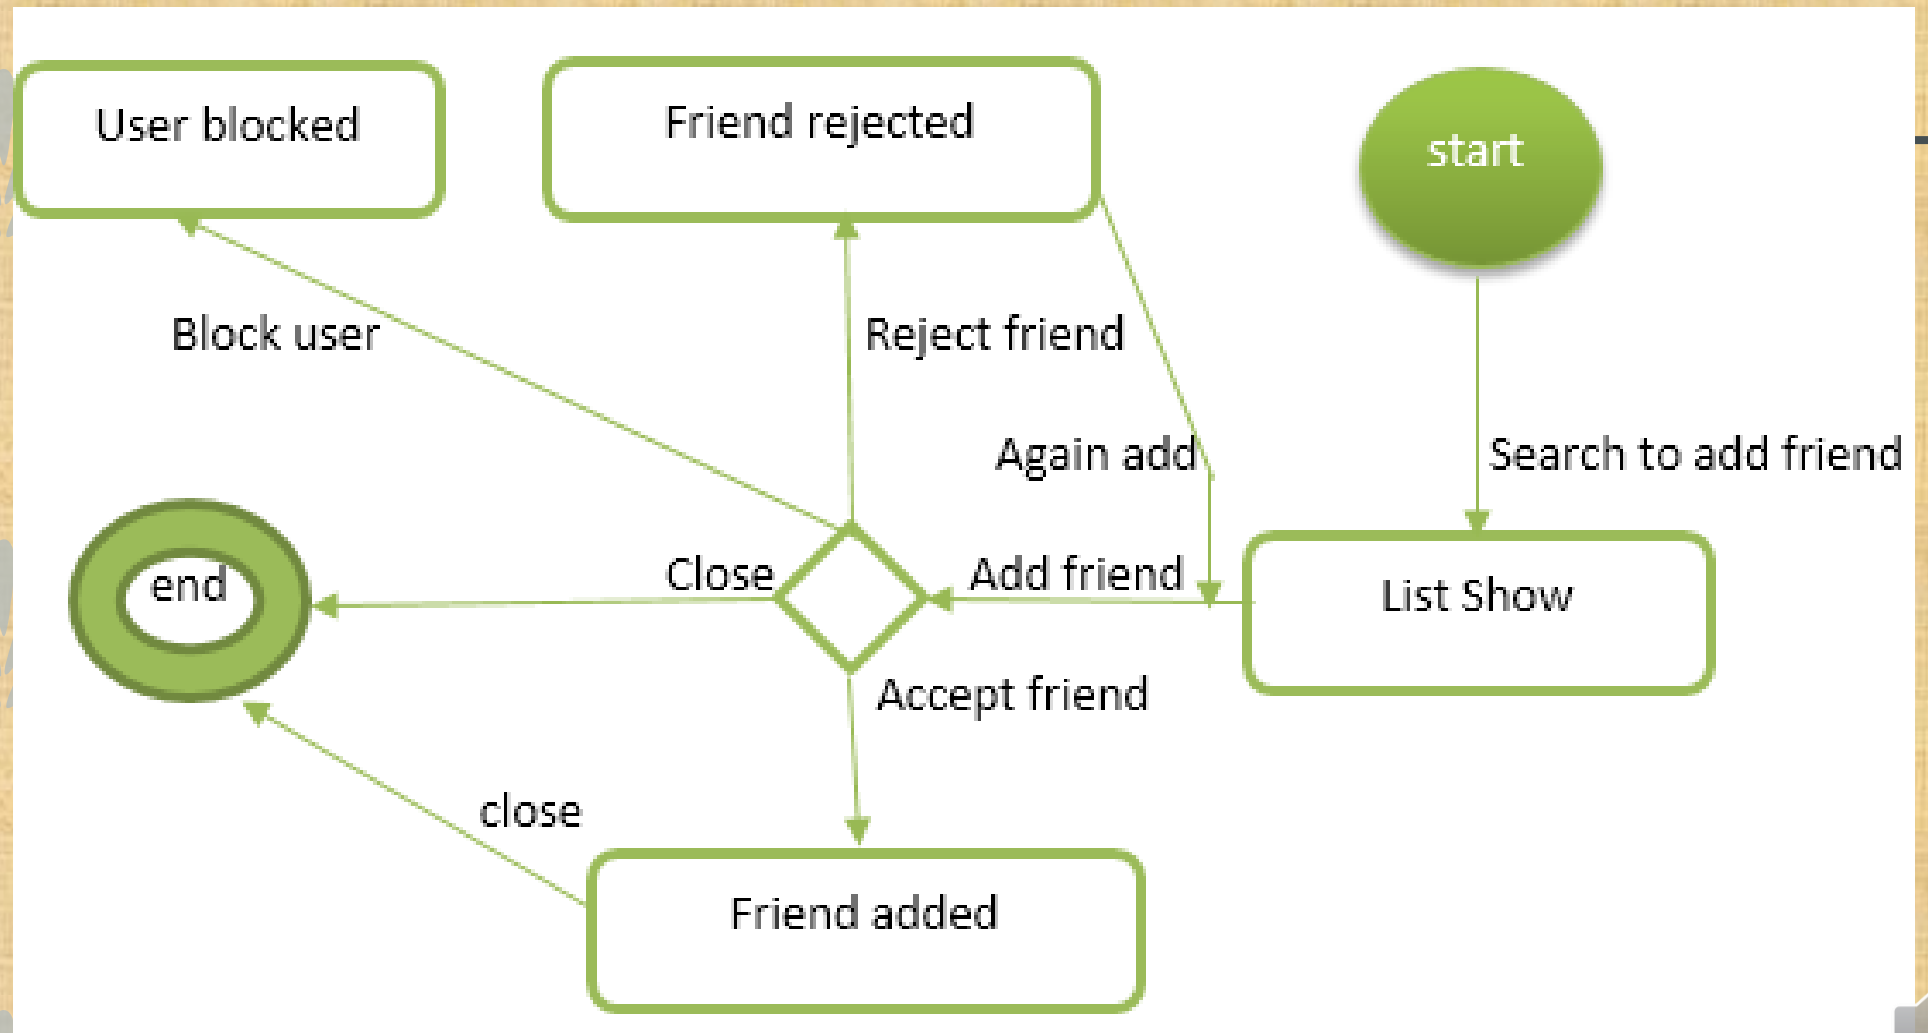 User blocked
Friend rejected
start
Block user
Reject friend
Again add
Search to add friend
end
Close
Add friend
List Show
Accept friend
close
Friend added